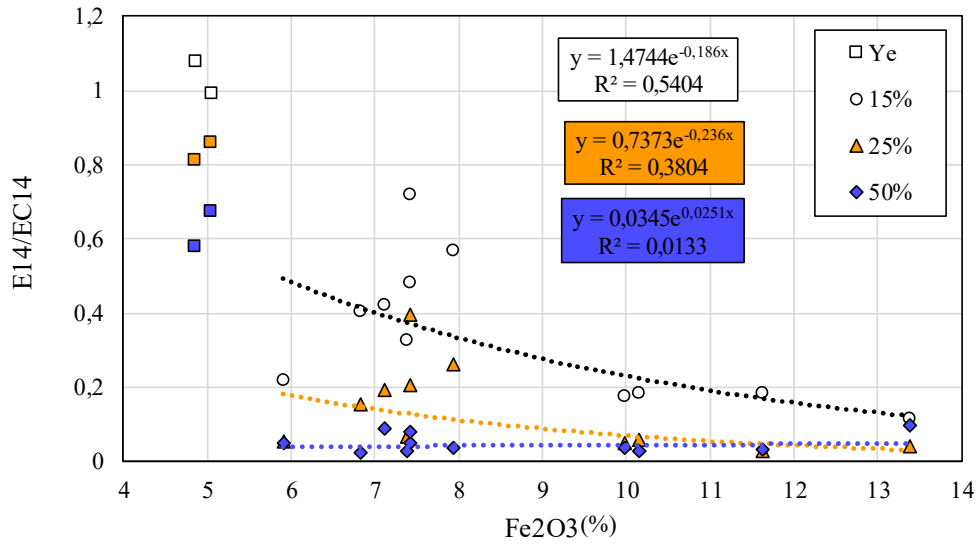 1,2
1
0,8
0,6
0,4
0,2
0
E14/EC14
y = 1,4744e^-0,186x
R² = 0,5404
y = 0,7373e^-0,236x
R² = 0,3804
y = 0,0345e^0,0251x
R² = 0,0133
Ye
15%
25%
50%
4 5 6 7 8 9 10 11 12 13 14
Fe2O3(%)